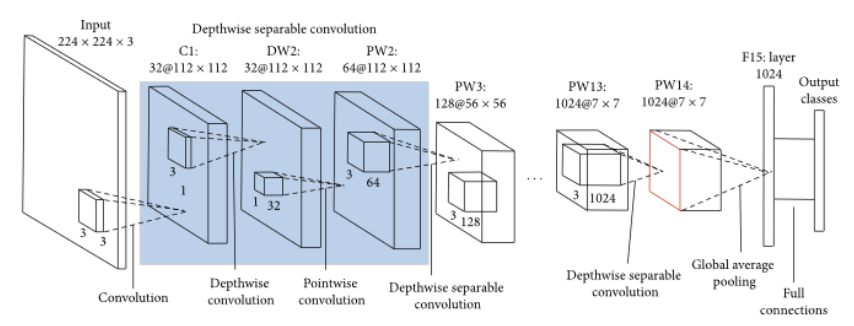 Depthwise separable convolution
Input
224 × 224 × 3
C1:
32@112 × 112
DW2:
32@112 × 112
PW2:
64@112 × 112
PW3:
128@56 × 56
PW13:
1024@7 × 7
PW14:
1024@7 × 7
F15: layer
1024
Output
classes
3
3
3
1
1
32
3
64
3
128
...
3
1024
Convolution
Depthwise
convolution
Pointwise
convolution
Depthwise separable
convolution
Depthwise separable
convolution
Global average
pooling
Full
connections